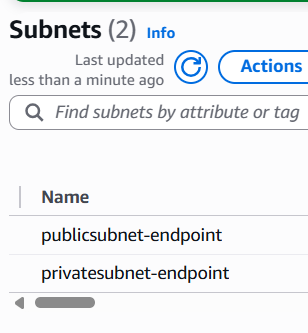 Subnets (2) Info
Last updated
less than a minute ago
Actions
Find subnets by attribute or tag
Name
publicsubnet-endpoint
privatesubnet-endpoint